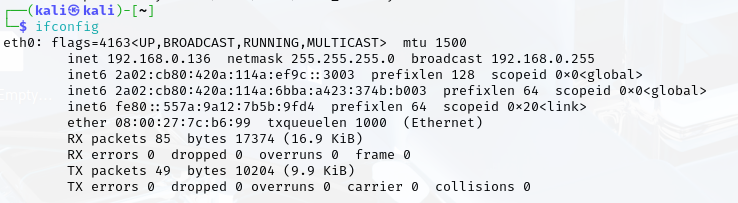 ┌──(kali㉿kali)-[~]
└─$ ifconfig
eth0: flags=4163<UP,BROADCAST,RUNNING,MULTICAST>  mtu 1500
        inet 192.168.0.136  netmask 255.255.255.0  broadcast 192.168.0.255
        inet6 2a02:cb80:420a:114a:ef9c::3003  prefixlen 128  scopeid 0×0<global>
        inet6 2a02:cb80:420a:114a:6bba:a423:374b:b003  prefixlen 64  scopeid 0×0<global>
        inet6 fe80::557a:9a12:7b5b:9fd4  prefixlen 64  scopeid 0×20<link>
        ether 08:00:27:7c:b6:99  txqueuelen 1000  (Ethernet)
        RX packets 85  bytes 17374 (16.9 KiB)
        RX errors 0  dropped 0  overruns 0  frame 0
        TX packets 49  bytes 10204 (9.9 KiB)
        TX errors 0  dropped 0 overruns 0  carrier 0  collisions 0